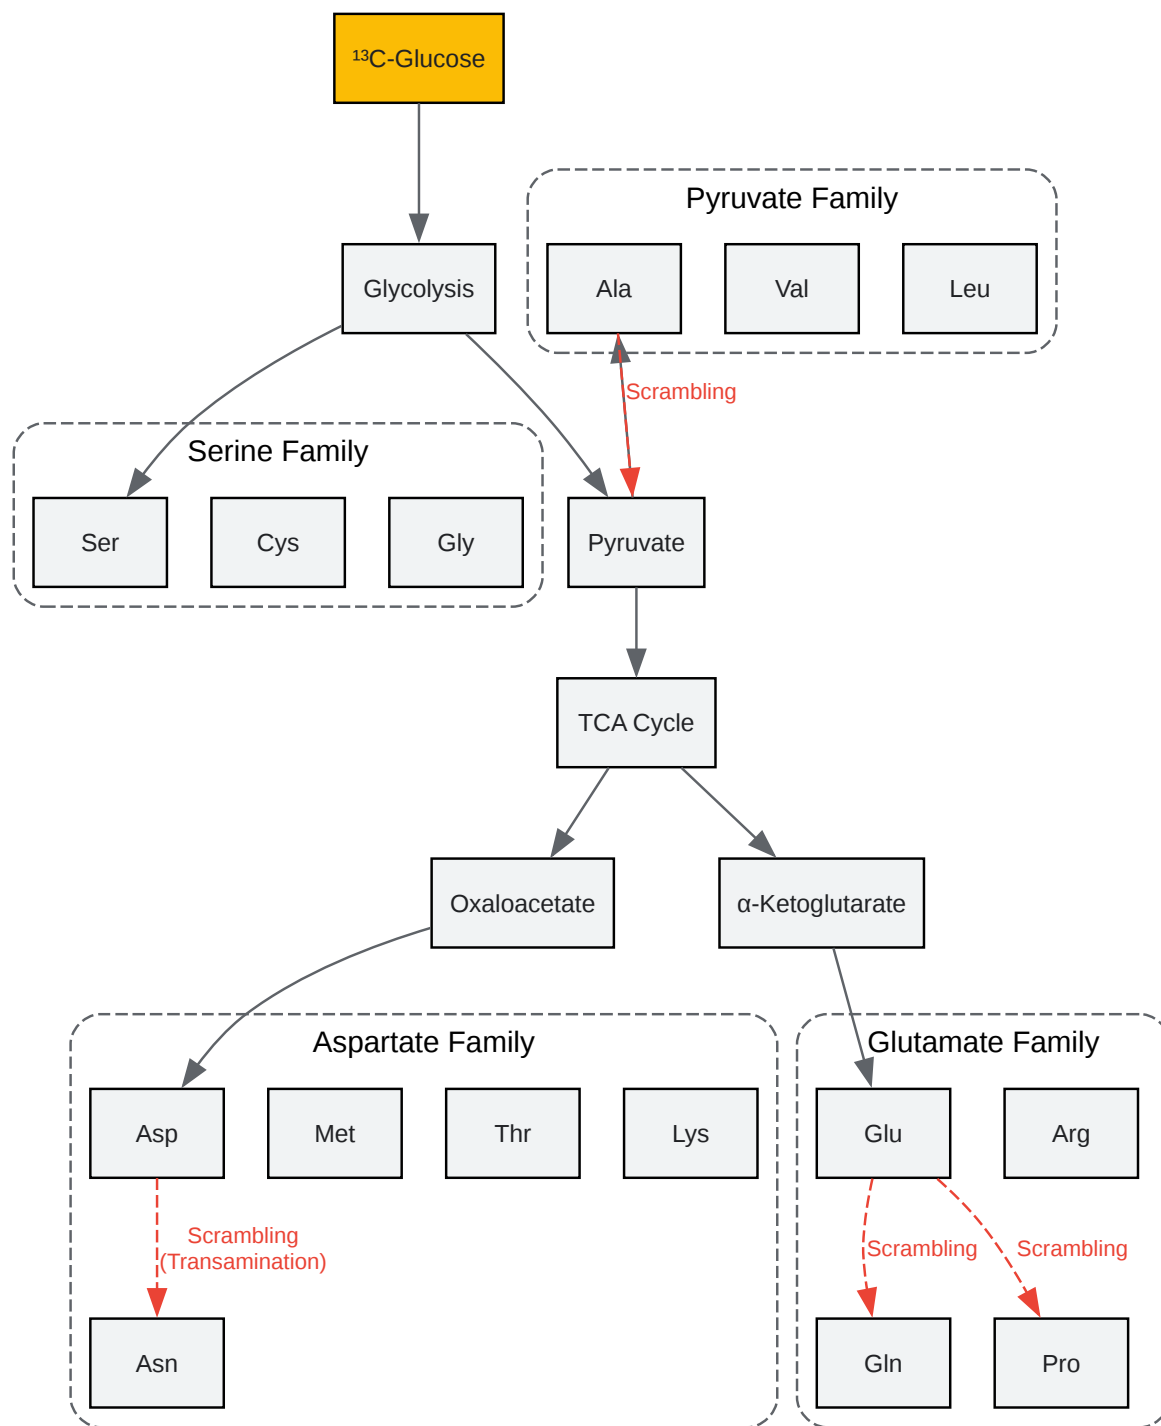 ¹³C-Glucose
Pyruvate Family
Glycolysis
Ala
Val
Leu
Scrambling
Serine Family
Ser
Cys
Gly
Pyruvate
TCA Cycle
Oxaloacetate
α-Ketoglutarate
Aspartate Family
Glutamate Family
Asp
Met
Thr
Lys
Glu
Arg
Scrambling
(Transamination)
Scrambling
Scrambling
Asn
Gln
Pro